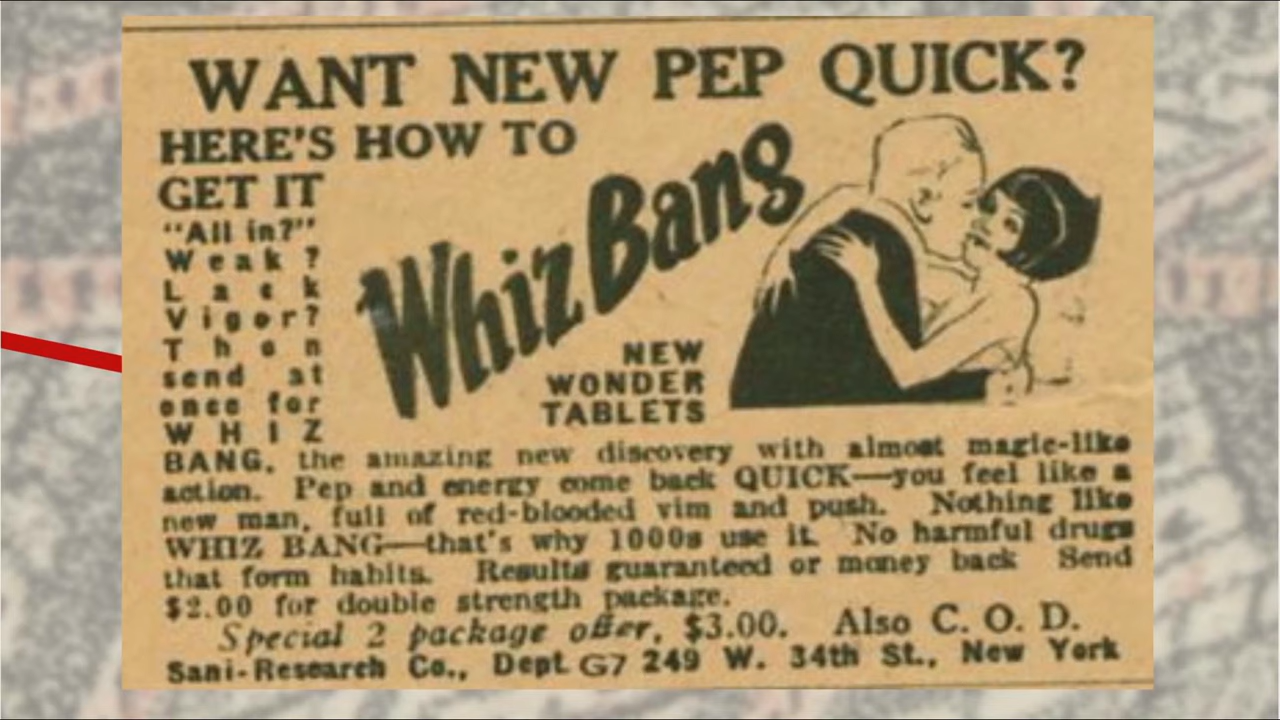 WANT NEW PEP QUICK?
HERE'S HOW TO
GET IT
"All in?"
Weak?
Lack
Vigor?
Then
send at
once for
WHIZ
Whiz Bang
NEW
WONDER
TABLETS
BANG, the amazing new discovery with almost magic-like
action. Pep and energy come back QUICK—you feel like a
new man, full of red-blooded vim and push. Nothing like
WHIZ BANG—that's why 1000s use it. No harmful drugs
that form habits. Results guaranteed or money back Send
$2.00 for double strength package.
Special 2 package offer, $3.00. Also C. O. D.
Sani-Research Co., Dept. G7 249 W. 34th St., New York